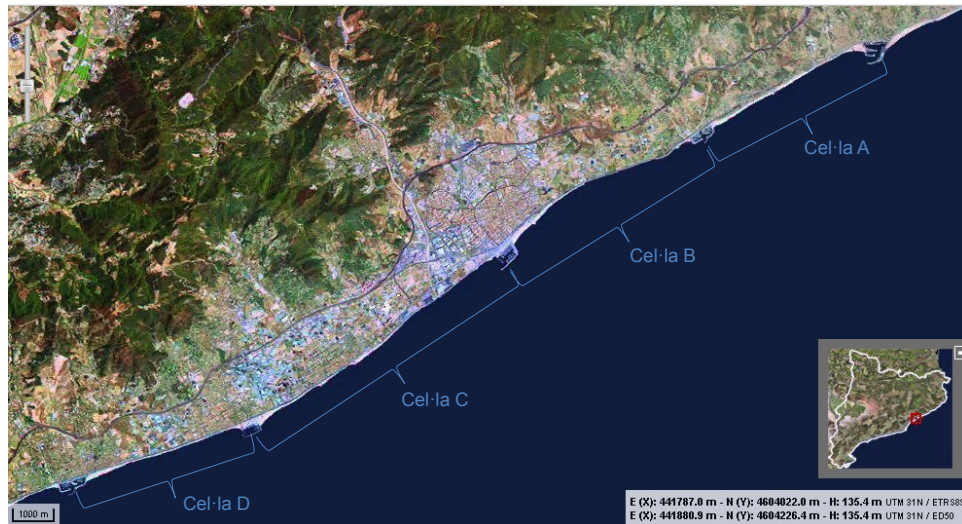 Cel·la A
Cel·la B
Cel·la C
Cel·la D
1000 m
E (X): 441787.0 m - N (Y): 4604022.0 m - H: 135.4 m UTM 31N / ETRS89
E (X): 441880.9 m - N (Y): 4604226.4 m - H: 135.4 m UTM 31N / ED50